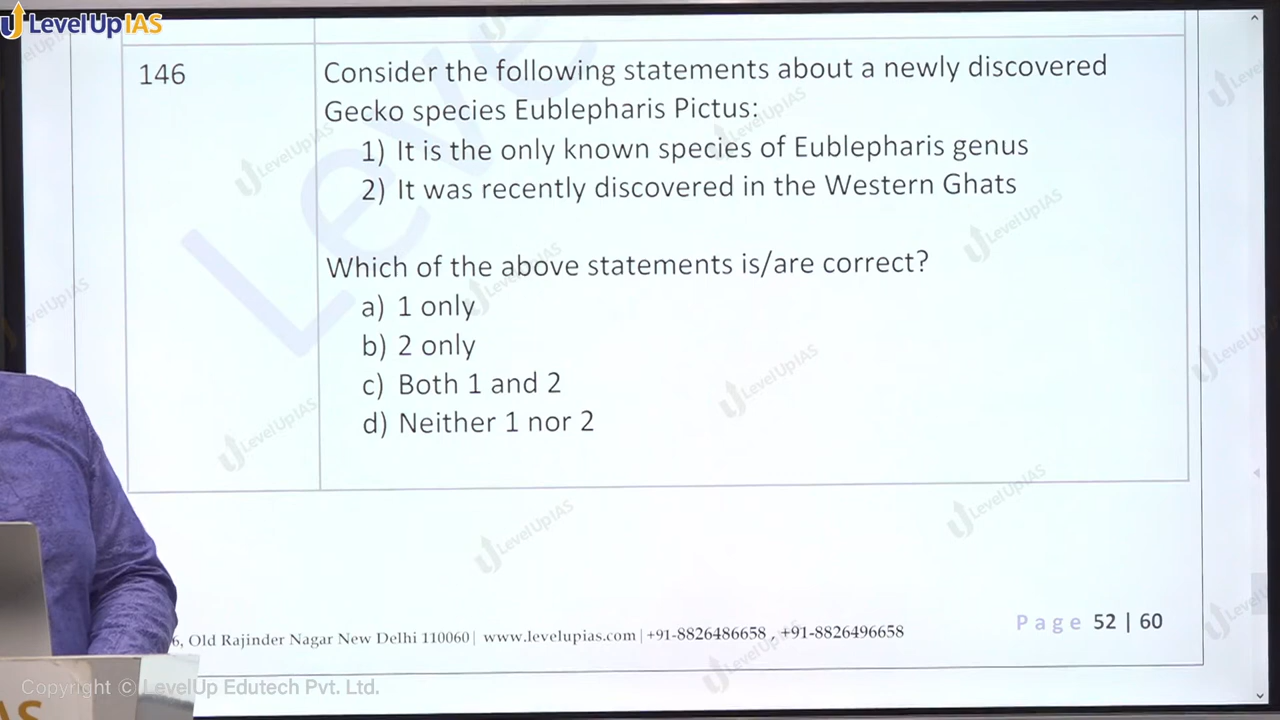 LevelUp IAS
146
Consider the following statements about a newly discovered
Gecko species Eublepharis Pictus:
1) It is the only known species of Eublepharis genus
2) It was recently discovered in the Western Ghats
Which of the above statements is/are correct?
a) 1 only
b) 2 only
c) Both 1 and 2
d) Neither 1 nor 2
6, Old Rajinder Nagar New Delhi 110060 | www.levelupias.com | +91-8826486658 , +91-8826496658
Page 52 | 60
Copyright © LevelUp Edutech Pvt. Ltd.
AS